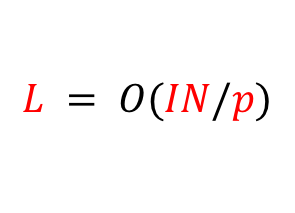 L = O(IN/p)